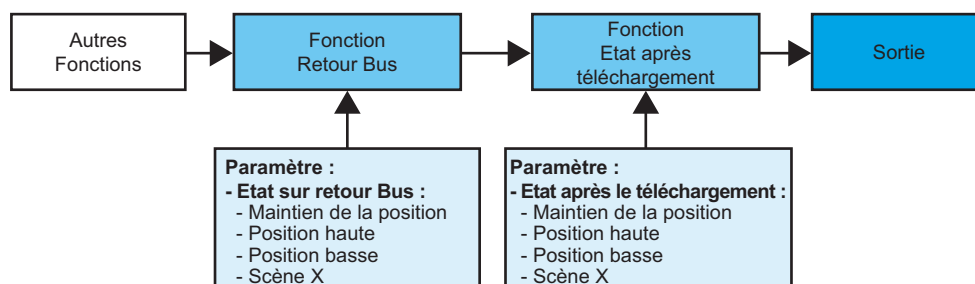 Autres
Fonctions
Fonction
Retour Bus
Fonction
Etat après
téléchargement
Sortie
Paramètre :
- Etat sur retour Bus :
- Maintien de la position
- Position haute
- Position basse
- Scène X
Paramètre :
- Etat après le téléchargement :
- Maintien de la position
- Position haute
- Position basse
- Scène X